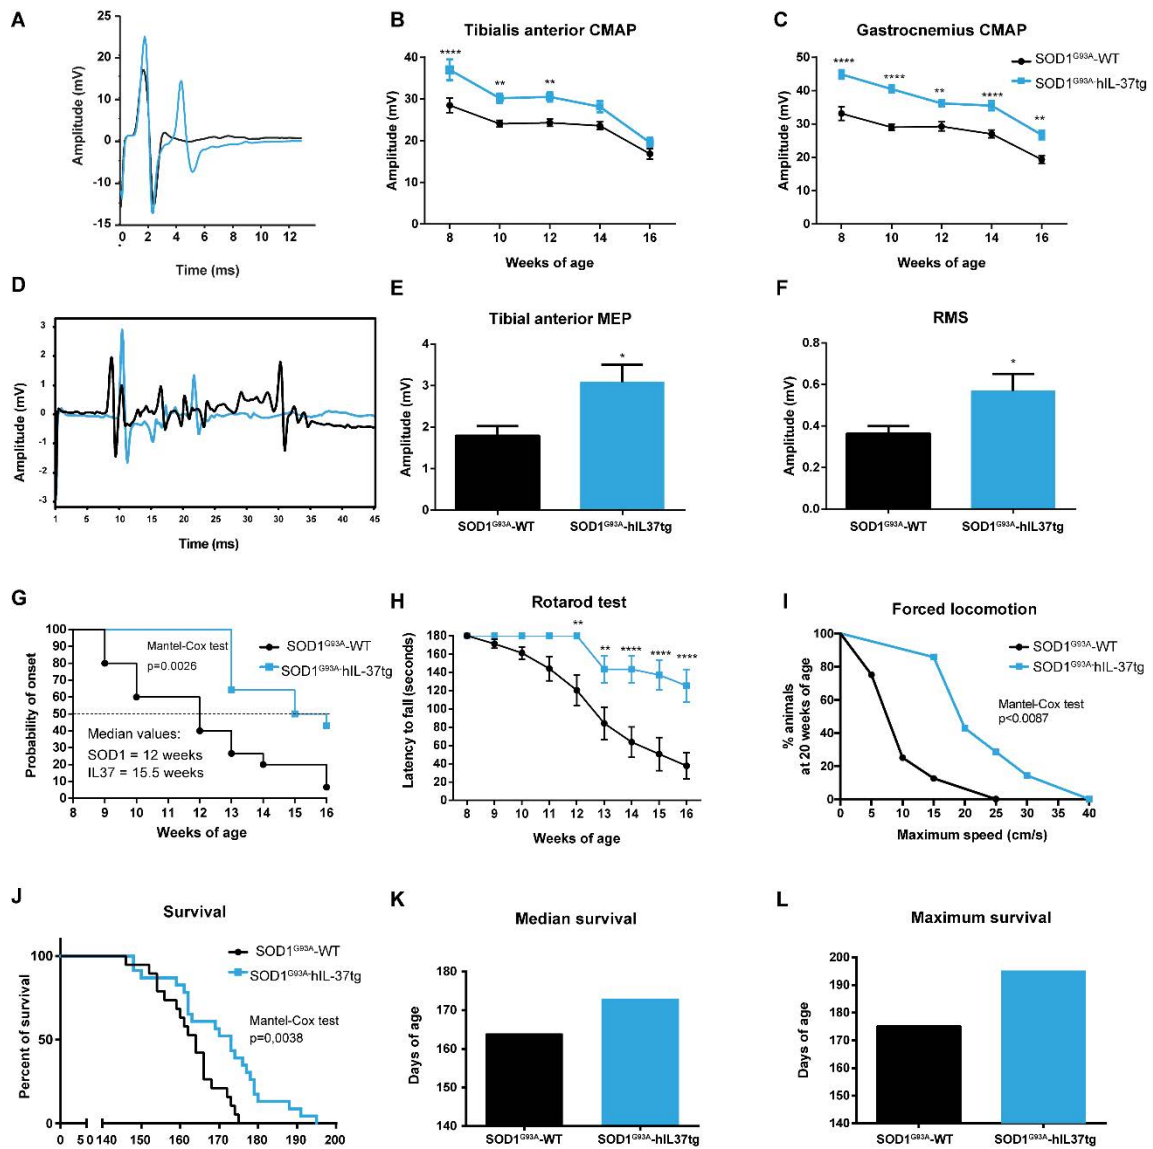 A
Amplitude (mV)
25
20
10
0
-10
-15
0 2 4 6 8 10 12
Time (ms)
B
Tibialis anterior CMAP
Amplitude (mV)
40
30
20
10
0
**** ** **
8 10 12 14 16
Weeks of age
C
Gastrocnemius CMAP
SOD1G93A-WT
SOD1G93A-hIL-37tg
Amplitude (mV)
50
40
30
20
10
0
**** **** ** **** **
8 10 12 14 16
Weeks of age
D
Amplitude (mV)
3
2
1
0
-1
-2
-3
1 5 10 15 20 25 30 35 40 45
Time (ms)
E
Tibial anterior MEP
Amplitude (mV)
4
3
2
1
0
*
SOD1G93A-WT SOD1G93A-hIL37tg
F
RMS
Amplitude (mV)
0.8
0.6
0.4
0.2
0.0
*
SOD1G93A-WT SOD1G93A-hIL37tg
G
Probability of onset
100
90
80
70
60
50
40
30
20
10
0
Mantel-Cox test
p=0.0026
SOD1G93A-WT
SOD1G93A-hIL-37tg
Median values:
SOD1 = 12 weeks
IL37 = 15.5 weeks
8 9 10 11 12 13 14 15 16
Weeks of age
H
Rotarod test
Latency to fall (seconds)
180
160
140
120
100
80
60
40
20
0
** ** **** **** ****
8 9 10 11 12 13 14 15 16
Weeks of age
I
Forced locomotion
% animals
at 20 weeks of age
100
80
60
40
20
0
SOD1G93A-WT
SOD1G93A-hIL-37tg
Mantel-Cox test
p<0.0087
0 5 10 15 20 25 30 35 40
Maximum speed (cm/s)
J
Survival
Percent of survival
100
50
0
SOD1G93A-WT
SOD1G93A-hIL-37tg
Mantel-Cox test
p=0,0038
0 50 140 150 160 170 180 190 200
K
Median survival
Days of age
180
170
160
150
140
SOD1G93A-WT SOD1G93A-hIL37tg
L
Maximum survival
Days of age
200
190
180
170
160
150
140
SOD1G93A-WT SOD1G93A-hIL37tg